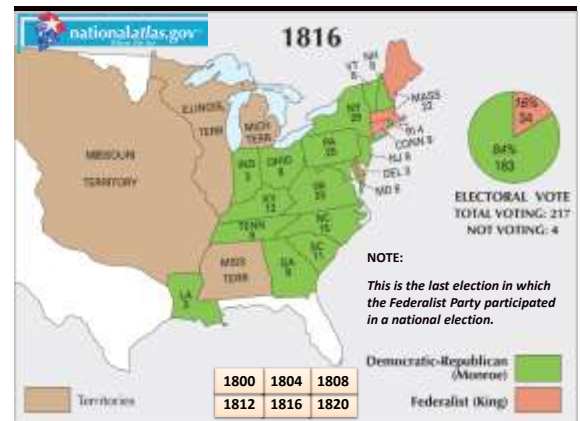 nationalatlas.gov
Where We Are
1816
NH
8
VT
8
MASS
22
ILLINOIS
TERR
MICH
TERR
NY
29
RI 4
CONN 9
NJ 8
DEL 3
MD 8
PA
25
MISSOURI
TERRITORY
IND
3
OHIO
8
VA
25
KY
12
TENN
8
NC
15
SC
11
MISS
TERR
GA
8
LA
3
16%
34
84%
183
ELECTORAL VOTE
TOTAL VOTING: 217
NOT VOTING: 4
NOTE:
This is the last election in which
the Federalist Party participated
in a national election.
Democratic-Republican
(Monroe)
Federalist (King)
Territories
1800 1804 1808
1812 1816 1820